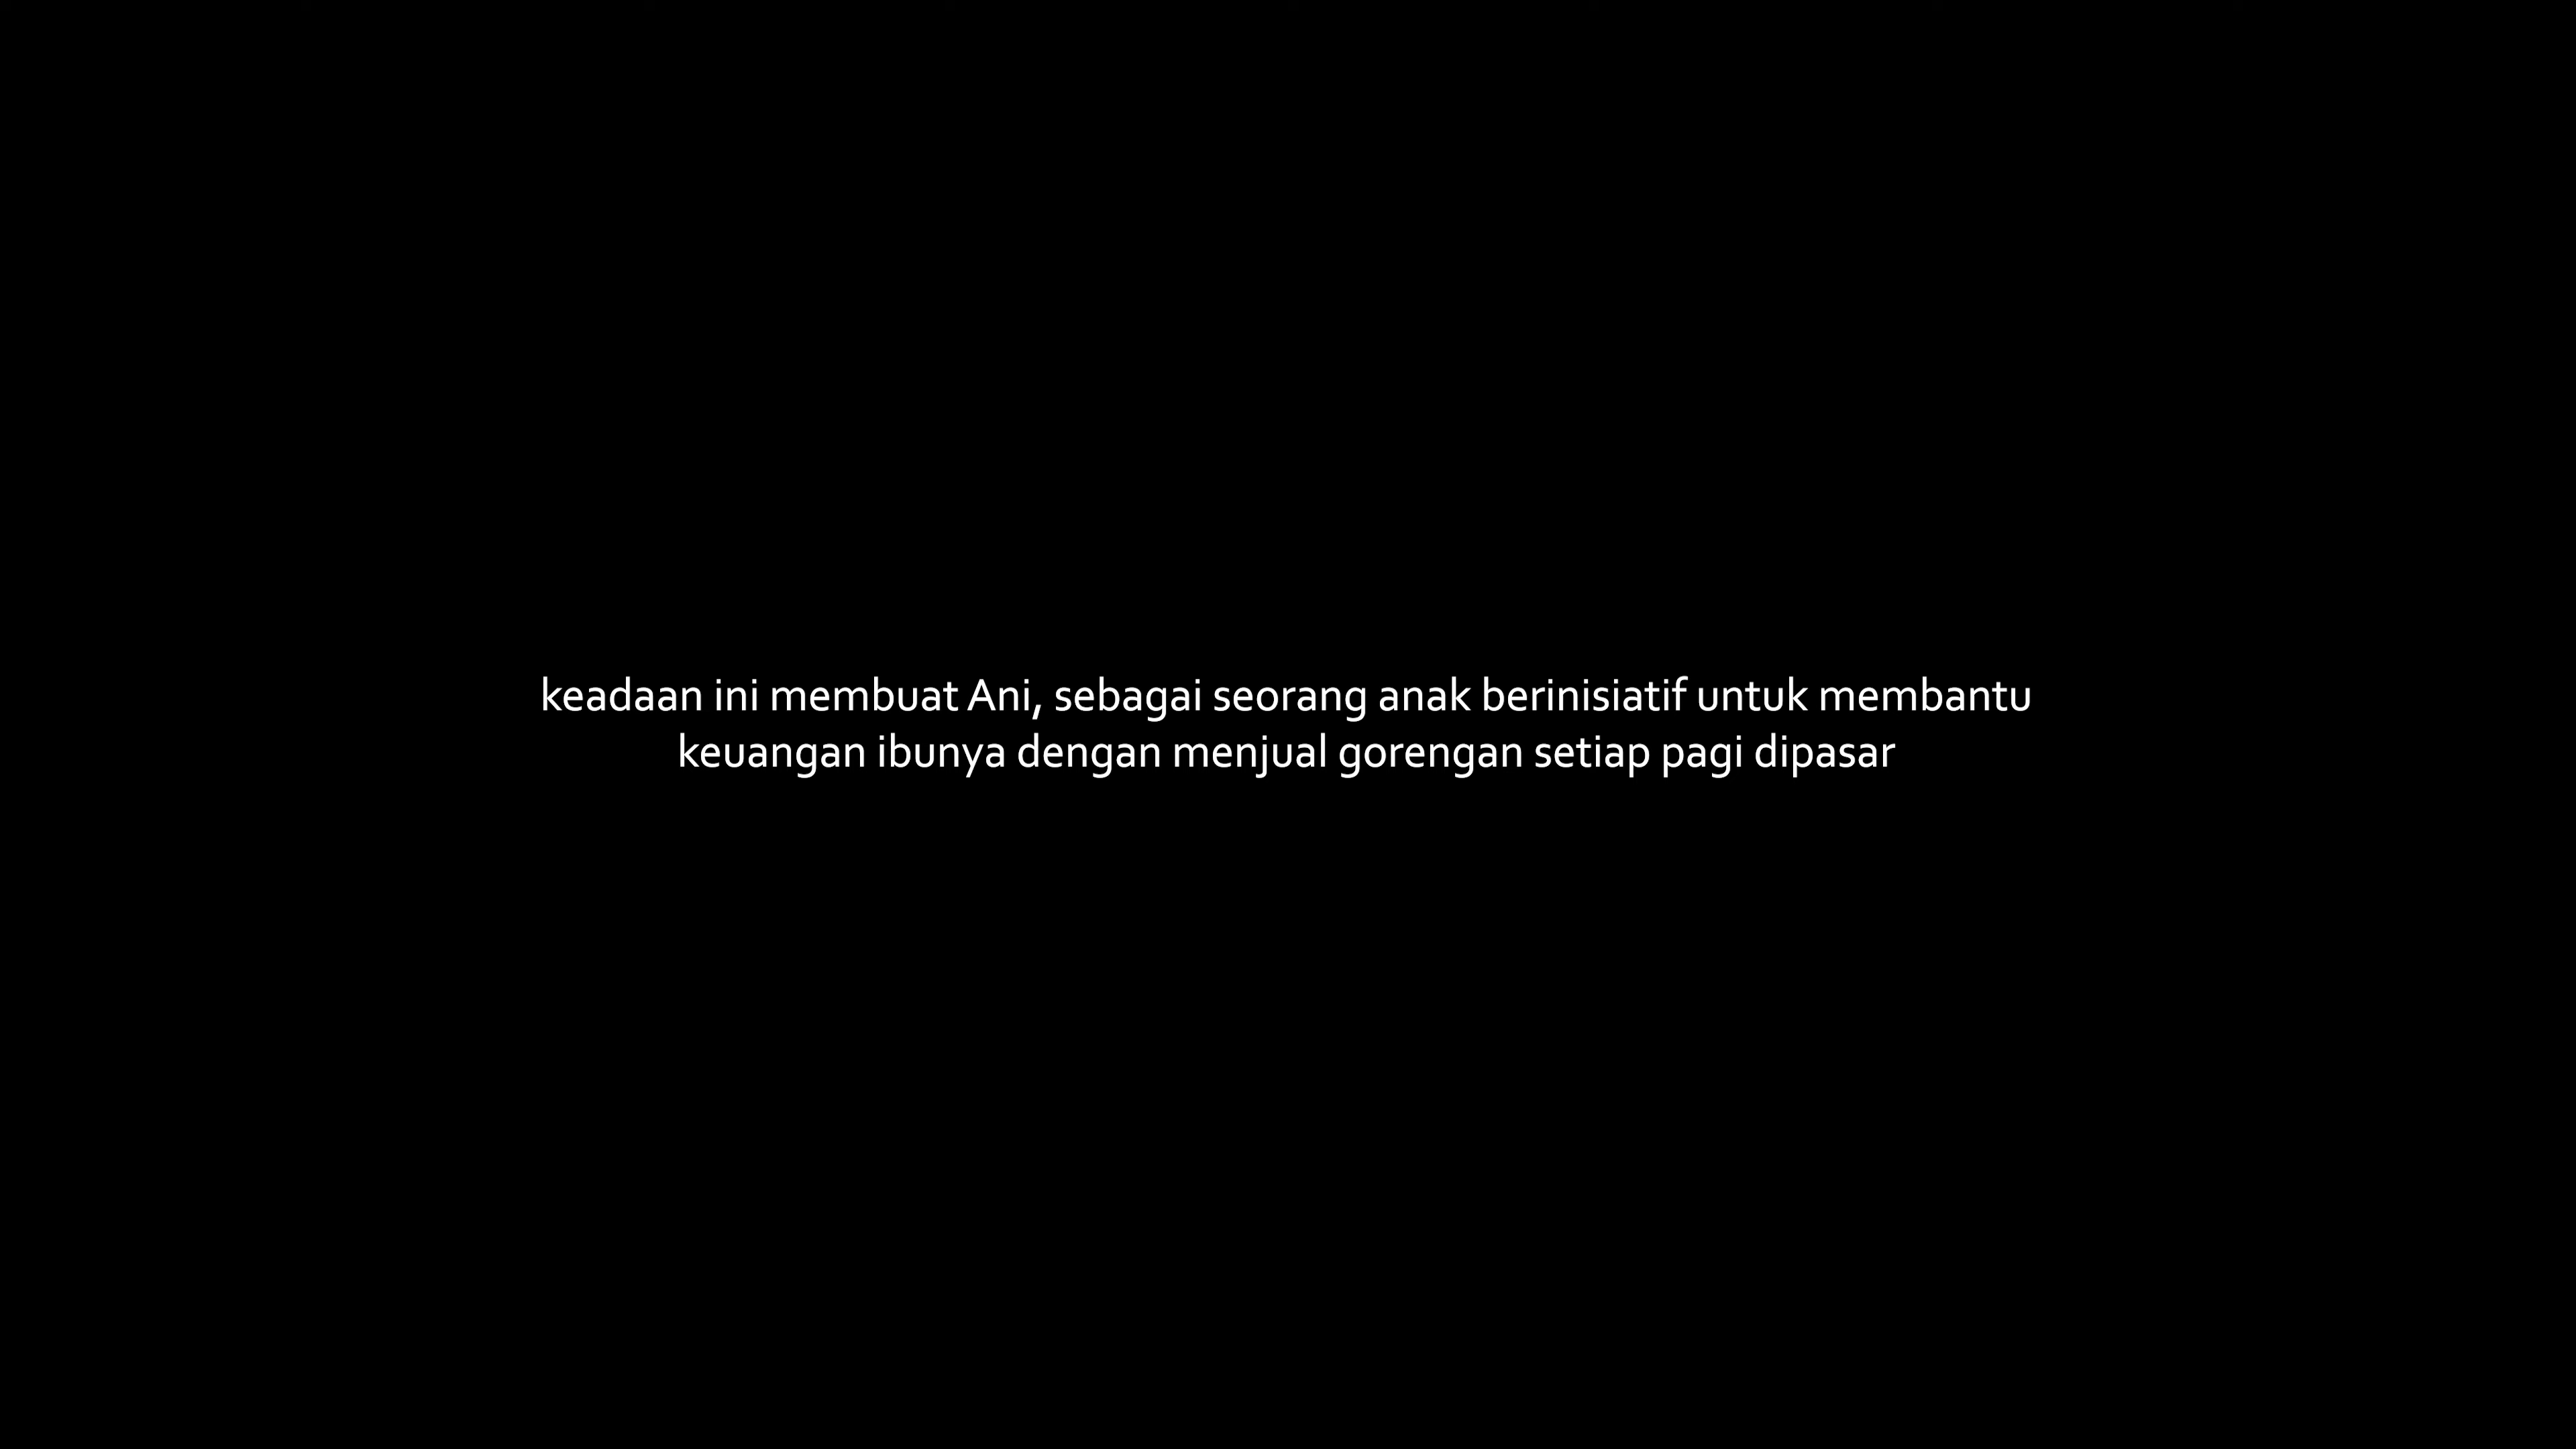 keadaan ini membuat Ani, sebagai seorang anak berinisiatif untuk membantu
keuangan ibunya dengan menjual gorengan setiap pagi dipasar